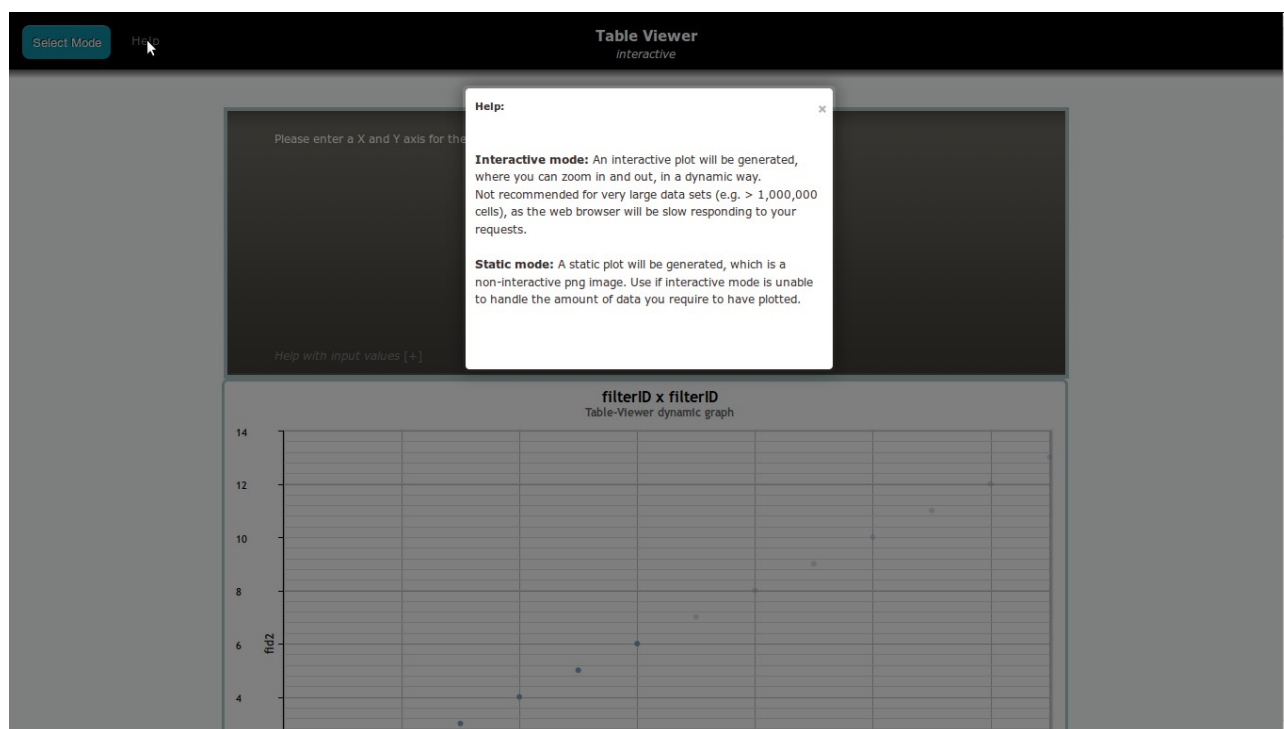 Select Mode
Help
Table Viewer
interactive
Please enter a X and Y axis for the
Help:
×
Interactive mode: An interactive plot will be generated,
where you can zoom in and out, in a dynamic way.
Not recommended for very large data sets (e.g. > 1,000,000
cells), as the web browser will be slow responding to your
requests.
Static mode: A static plot will be generated, which is a
non-interactive png image. Use if interactive mode is unable
to handle the amount of data you require to have plotted.
Help with input values [+]
filterID x filterID
Table-Viewer dynamic graph
14
12
10
8
6
4
fid2